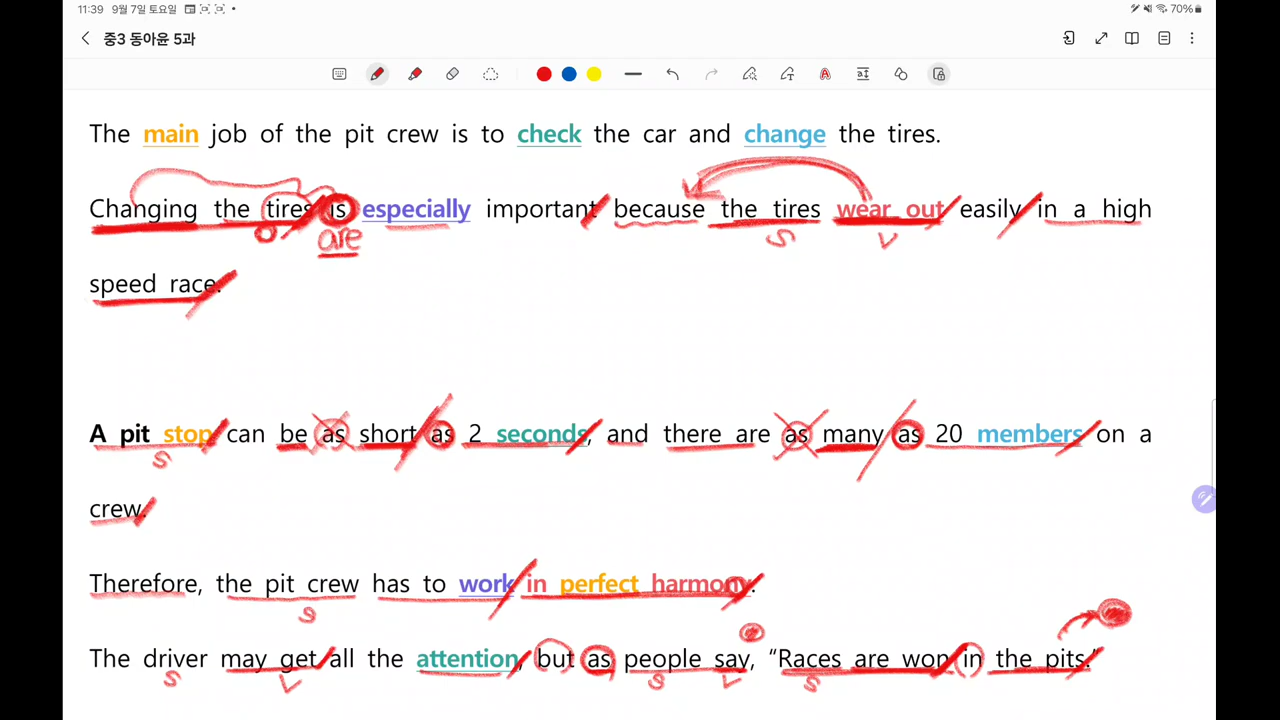 11:39 9월 7일 토요일
70%
중3 동아윤 5과
The main job of the pit crew is to check the car and change the tires.
Changing the tires is especially important because the tires wear out easily in a high
are
o
S
V
speed race.
A pit stop can be as short as 2 seconds, and there are as many as 20 members on a
S
crew.
Therefore, the pit crew has to work in perfect harmony.
S
The driver may get all the attention, but as people say, “Races are won in the pits.”
S
V
S
V
S